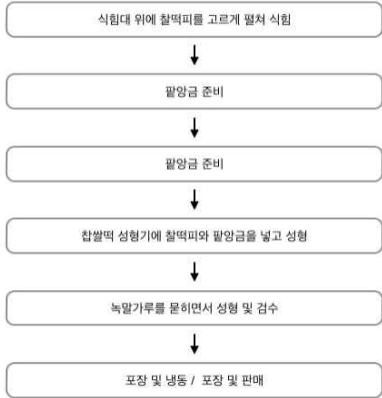 식힘대 위에 찰떡피를 고르게 펼쳐 식힘
팥앙금 준비
팥앙금 준비
찹쌀떡 성형기에 찰떡피와 팥앙금을 넣고 성형
녹말가루를 묻히면서 성형 및 검수
포장 및 냉동 / 포장 및 판매